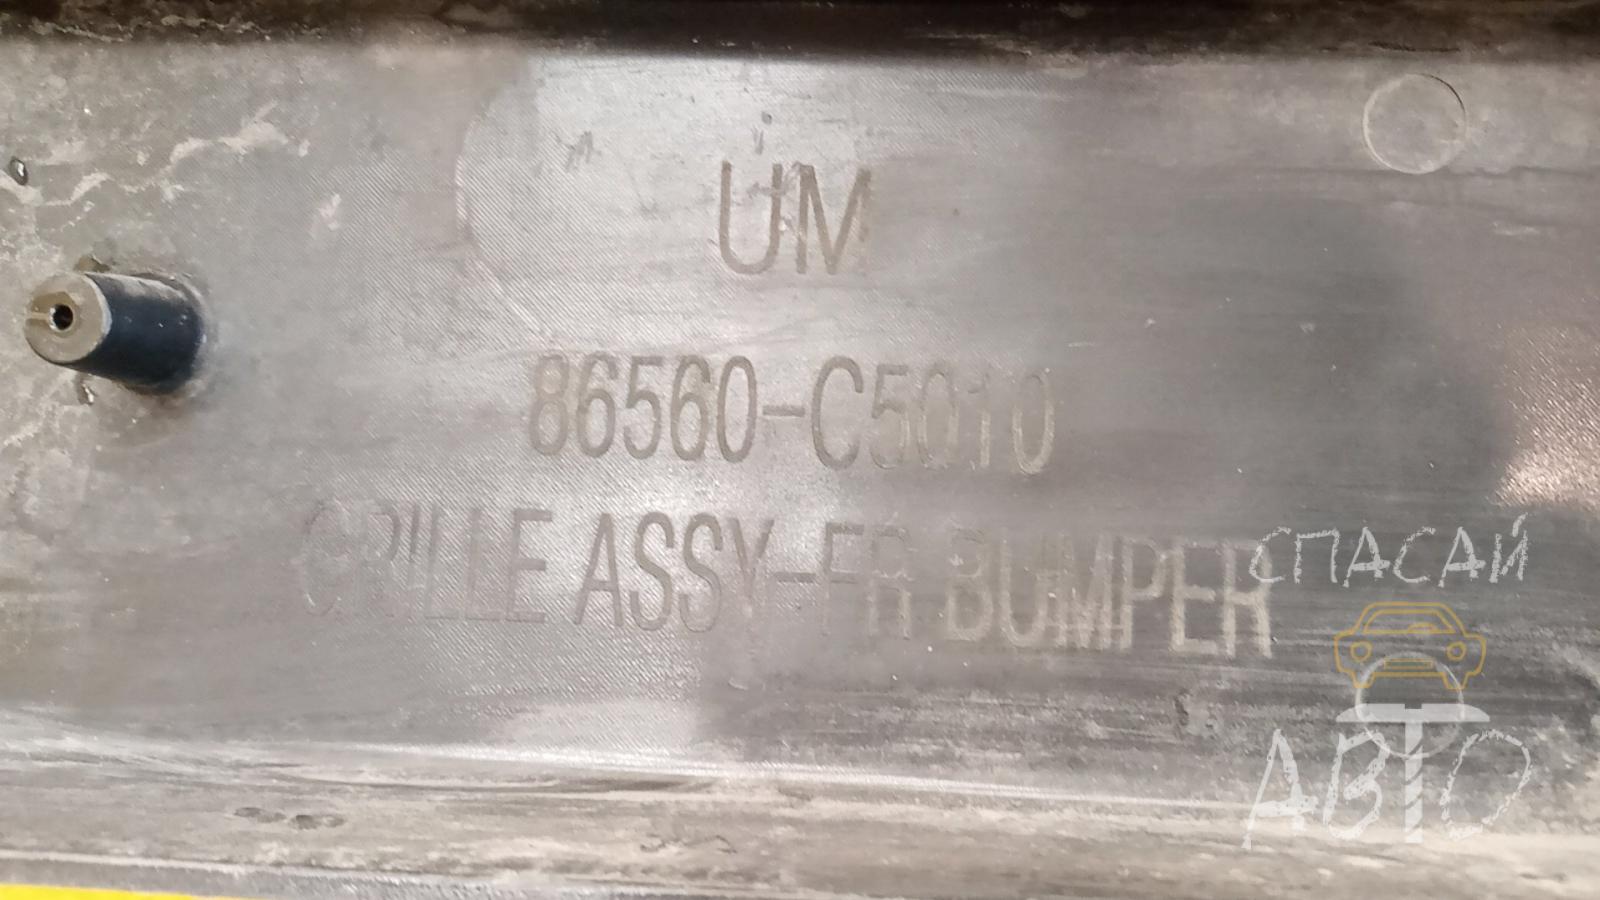 UM
86560-C5010
GRILLE ASSY-FR BUMPER
СПАСАЙ
АВТО